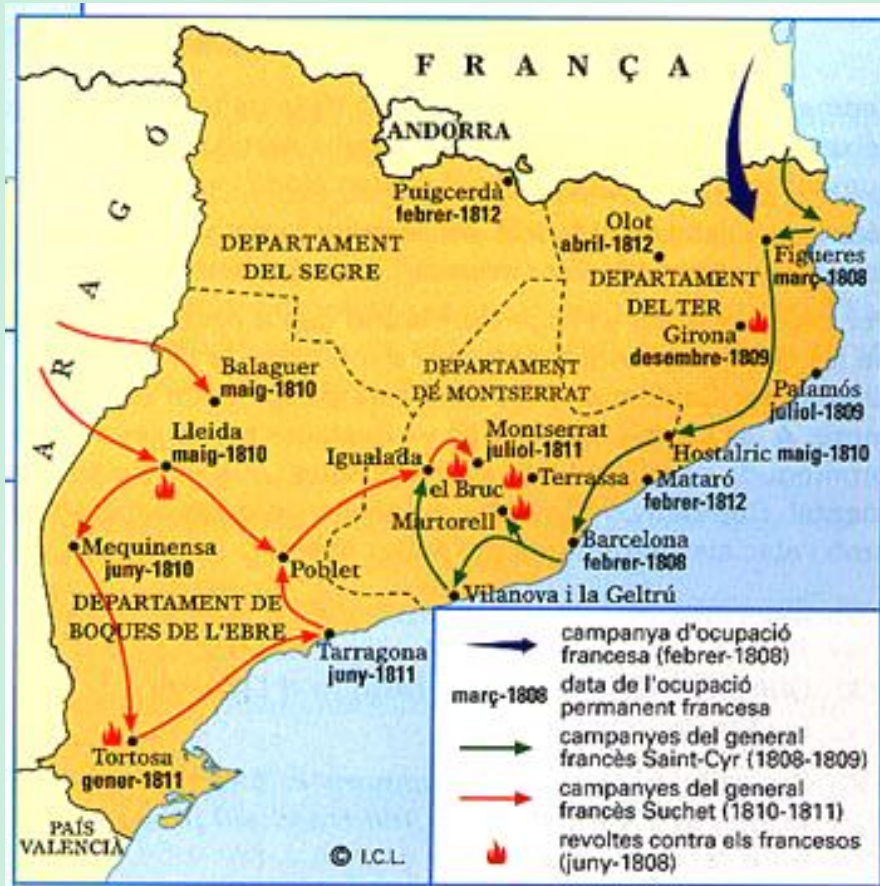 FRANÇA
ANDORRA
ARAGÓ
Puigcerdà
febrer-1812
Olot
abril-1812
Figueres
març-1808
DEPARTAMENT
DEL SEGRE
DEPARTAMENT
DEL TER
Girona
desembre-1809
Balaguer
maig-1810
DEPARTAMENT
DE MONTSERRAT
Palamós
juliol-1809
Lleida
maig-1810
Igualada
Montserrat
juliol-1811
Hostalric maig-1810
el Bruc
Terrassa
Mataró
febrer-1812
Martorell
Mequinensa
juny-1810
Poblet
Barcelona
febrer-1808
Vilanova i la Geltrú
DEPARTAMENT DE
BOQUES DE L'EBRE
Tarragona
juny-1811
Tortosa
gener-1811
PAÍS
VALENCIÀ
© I.C.L.
campanya d'ocupació
francesa (febrer-1808)
març-1808 data de l'ocupació
permanent francesa
campanyes del general
francès Saint-Cyr (1808-1809)
campanyes del general
francès Suchet (1810-1811)
revoltes contra els francesos
(juny-1808)